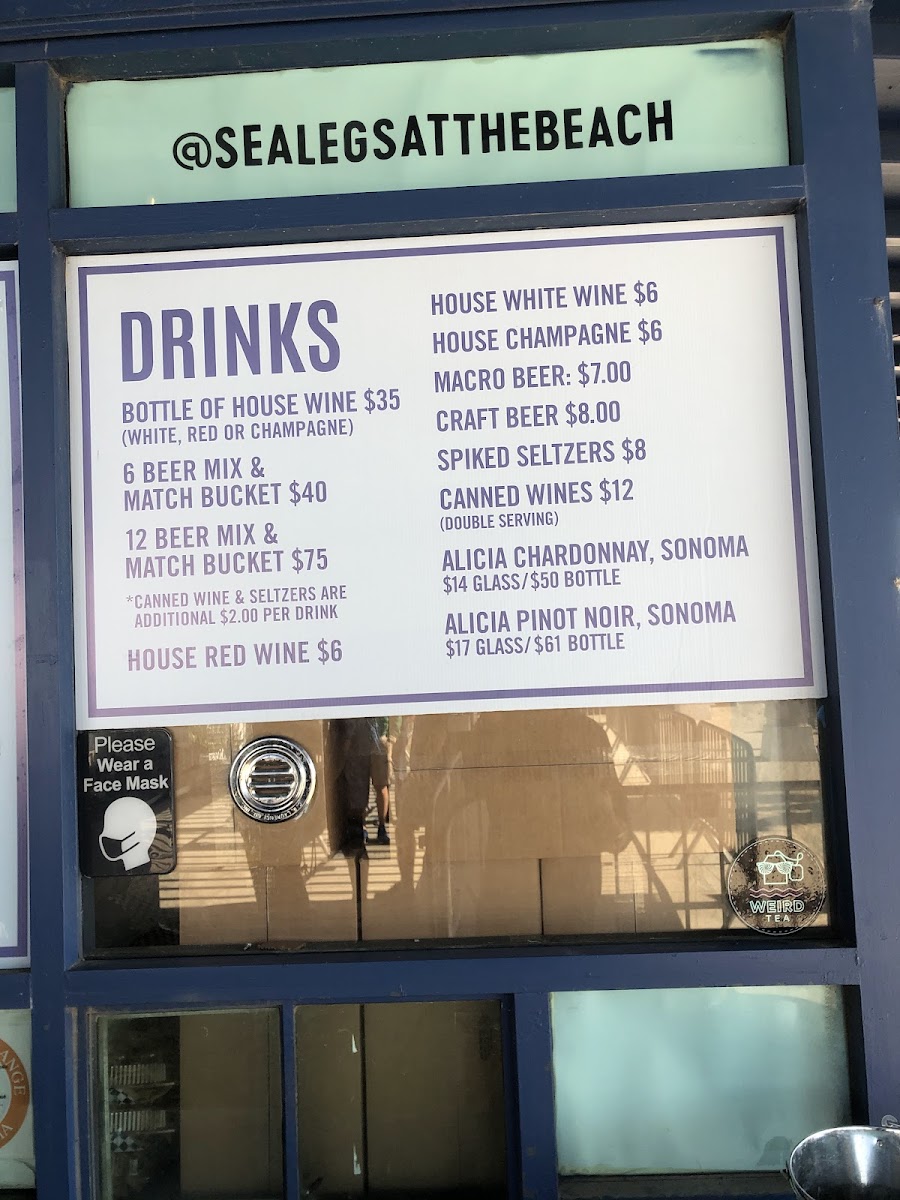 @SEALEGSATTHEBEACH
DRINKS
BOTTLE OF HOUSE WINE $35
(WHITE, RED OR CHAMPAGNE)
6 BEER MIX &
MATCH BUCKET $40
12 BEER MIX &
MATCH BUCKET $75
*CANNED WINE & SELTZERS ARE
ADDITIONAL $2.00 PER DRINK
HOUSE RED WINE $6
HOUSE WHITE WINE $6
HOUSE CHAMPAGNE $6
MACRO BEER: $7.00
CRAFT BEER $8.00
SPIKED SELTZERS $8
CANNED WINES $12
(DOUBLE SERVING)
ALICIA CHARDONNAY, SONOMA
$14 GLASS/$50 BOTTLE
ALICIA PINOT NOIR, SONOMA
$17 GLASS/$61 BOTTLE
Please
Wear a
Face Mask
WEIRD
TEA